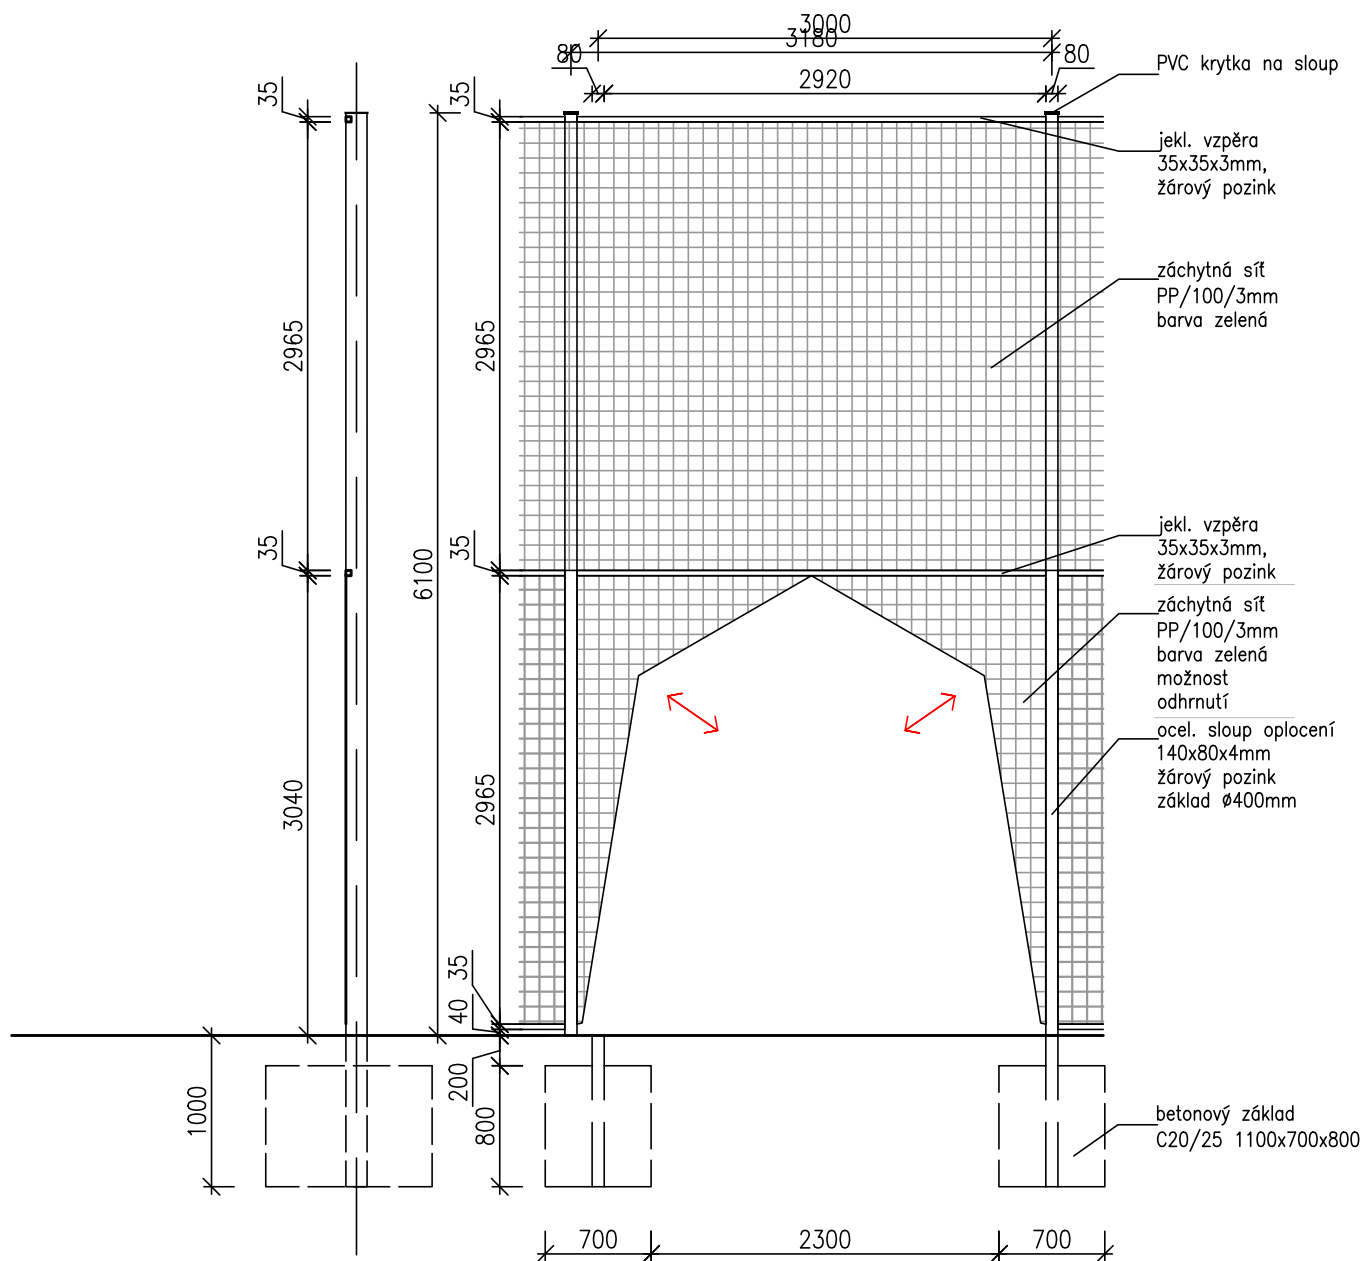 3000
3180
80
80
2920
PVC krytka na sloup
35
35
jekl. vzpěra
35x35x3mm,
žárový pozink
záchytná síť
PP/100/3mm
barva zelená
2965
2965
35
35
6100
jekl. vzpěra
35x35x3mm,
žárový pozink
záchytná síť
PP/100/3mm
barva zelená
možnost
odhrnutí
ocel. sloup oplocení
140x80x4mm
žárový pozink
základ Ø400mm
3040
2965
35
40
200
1000
800
betonový základ
C20/25 1100x700x800
700
2300
700